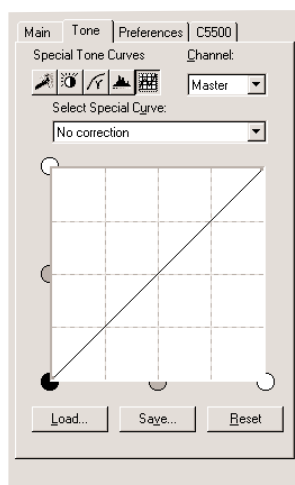 Main Tone Preferences C5500
Special Tone Curves Channel:
Master
Select Special Curve:
No correction
Load... Save... Reset